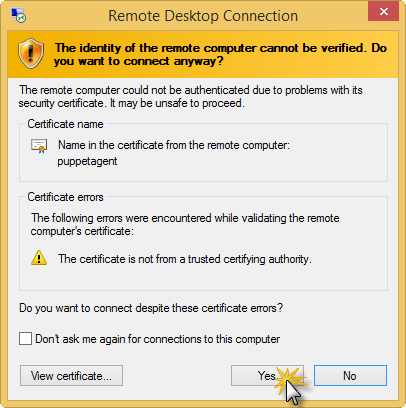 Remote Desktop Connection
The identity of the remote computer cannot be verified. Do
you want to connect anyway?
The remote computer could not be authenticated due to problems with its
security certificate. It may be unsafe to proceed.
Certificate name
Name in the certificate from the remote computer:
puppetagent
Certificate errors
The following errors were encountered while validating the remote
computer's certificate:
The certificate is not from a trusted certifying authority.
Do you want to connect despite these certificate errors?
Don't ask me again for connections to this computer
View certificate...
Yes
No